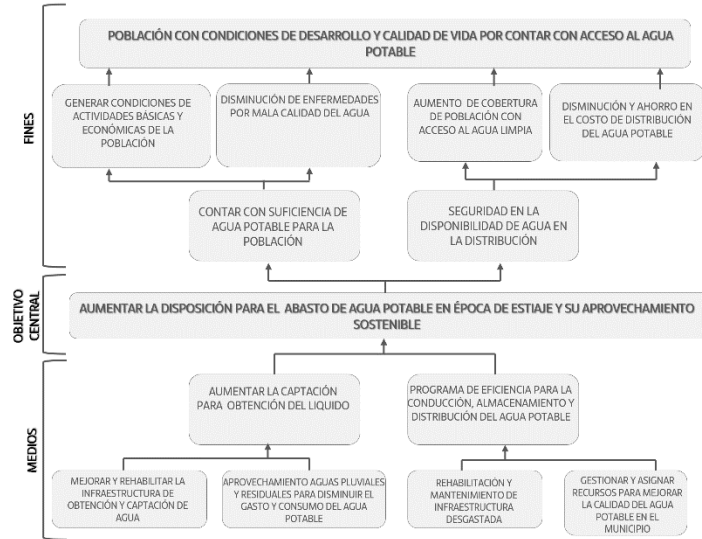 POBLACIÓN CON CONDICIONES DE DESARROLLO Y CALIDAD DE VIDA POR CONTAR CON ACCESO AL AGUA
POTABLE
FINES
GENERAR CONDICIONES DE
ACTIVIDADES BÁSICAS Y
ECONÓMICAS DE LA
POBLACIÓN
DISMINUCIÓN DE ENFERMEDADES
POR MALA CALIDAD DEL AGUA
AUMENTO DE COBERTURA
DE POBLACIÓN CON
ACCESO AL AGUA LIMPIA
DISMINUCIÓN Y AHORRO EN
EL COSTO DE DISTRIBUCIÓN
DEL AGUA POTABLE
CONTAR CON SUFICIENCIA DE
AGUA POTABLE PARA LA
POBLACIÓN
SEGURIDAD EN LA
DISPONIBILIDAD DE AGUA EN
LA DISTRIBUCIÓN
OBJETIVO
CENTRAL
AUMENTAR LA DISPOSICIÓN PARA EL ABASTO DE AGUA POTABLE EN ÉPOCA DE ESTIAJE Y SU APROVECHAMIENTO
SOSTENIBLE
MEDIOS
AUMENTAR LA CAPTACIÓN
PARA OBTENCIÓN DEL LIQUIDO
PROGRAMA DE EFICIENCIA PARA LA
CONDUCCIÓN, ALMACENAMIENTO Y
DISTRIBUCIÓN DEL AGUA POTABLE
MEJORAR Y REHABILITAR LA
INFRAESTRUCTURA DE
OBTENCIÓN Y CAPTACIÓN DE
AGUA
APROVECHAMIENTO AGUAS PLUVIALES
Y RESIDUALES PARA DISMINUIR EL
GASTO Y CONSUMO DEL AGUA
POTABLE
REHABILITACIÓN Y
MANTENIMIENTO DE
INFRAESTRUCTURA
DESGASTADA
GESTIONAR Y ASIGNAR
RECURSOS PARA MEJORAR
LA CALIDAD DEL AGUA
POTABLE EN EL
MUNICIPIO